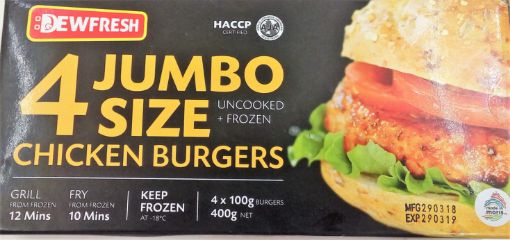 DEWFRESH
HACCP
CERTIFIED
4 JUMBO
SIZE
UNCOOKED
+ FROZEN
CHICKEN BURGERS
GRILL
FROM FROZEN
12 Mins
FRY
FROM FROZEN
10 Mins
KEEP
FROZEN
AT -18°C
4 x 100g BURGERS
400g NET
MFG290318
EXP290319